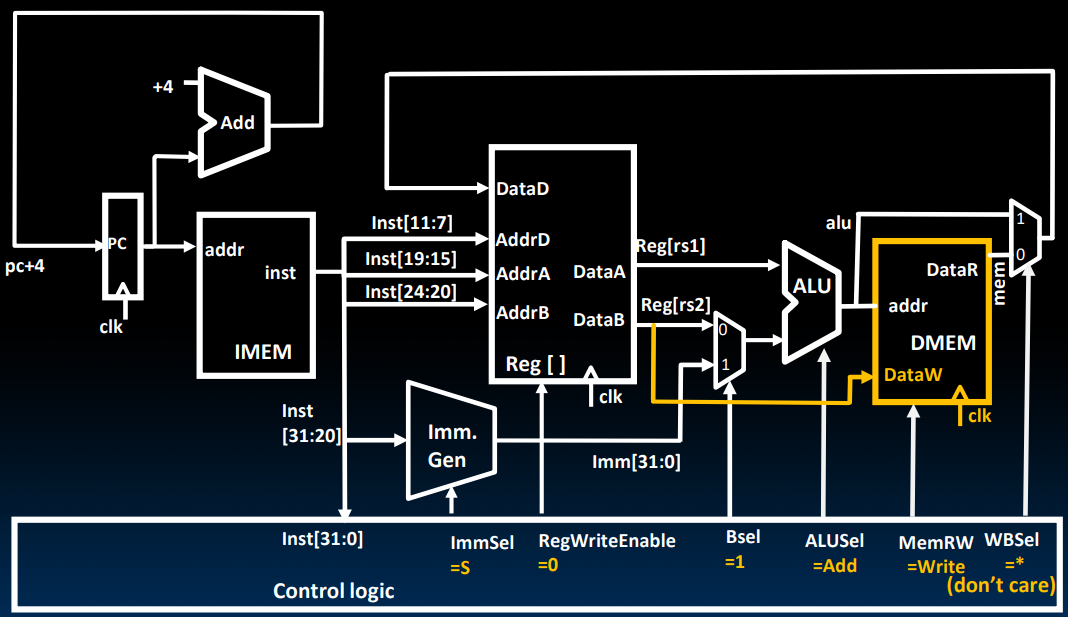 +4
Add
PC
pc+4
clk
addr
inst
IMEM
Inst[11:7]
Inst[19:15]
Inst[24:20]
DataD
AddrD
AddrA
AddrB
DataA
DataB
Reg [ ]
clk
Reg[rs1]
Reg[rs2]
0
1
ALU
alu
DataR
addr
DMEM
DataW
clk
mem
1
0
Inst
[31:20]
Imm.
Gen
Imm[31:0]
Inst[31:0]
Control logic
ImmSel
=S
RegWriteEnable
=0
Bsel
=1
ALUSel
=Add
MemRW
=Write
WBSel
=*
(don't care)